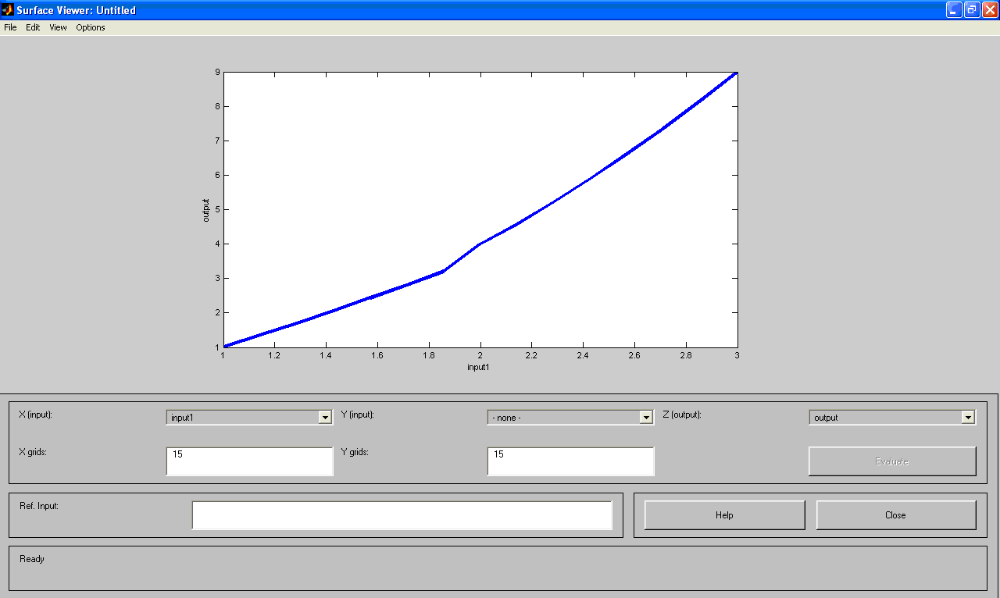 Surface Viewer: Untitled
File Edit View Options
9
8
7
6
5
4
3
2
1
output
1 1.2 1.4 1.6 1.8 2 2.2 2.4 2.6 2.8 3
input1
X (input): input1 Y (input): - none - Z (output): output
X grids: 15 Y grids: 15 Evaluate
Ref. Input: Help Close
Ready